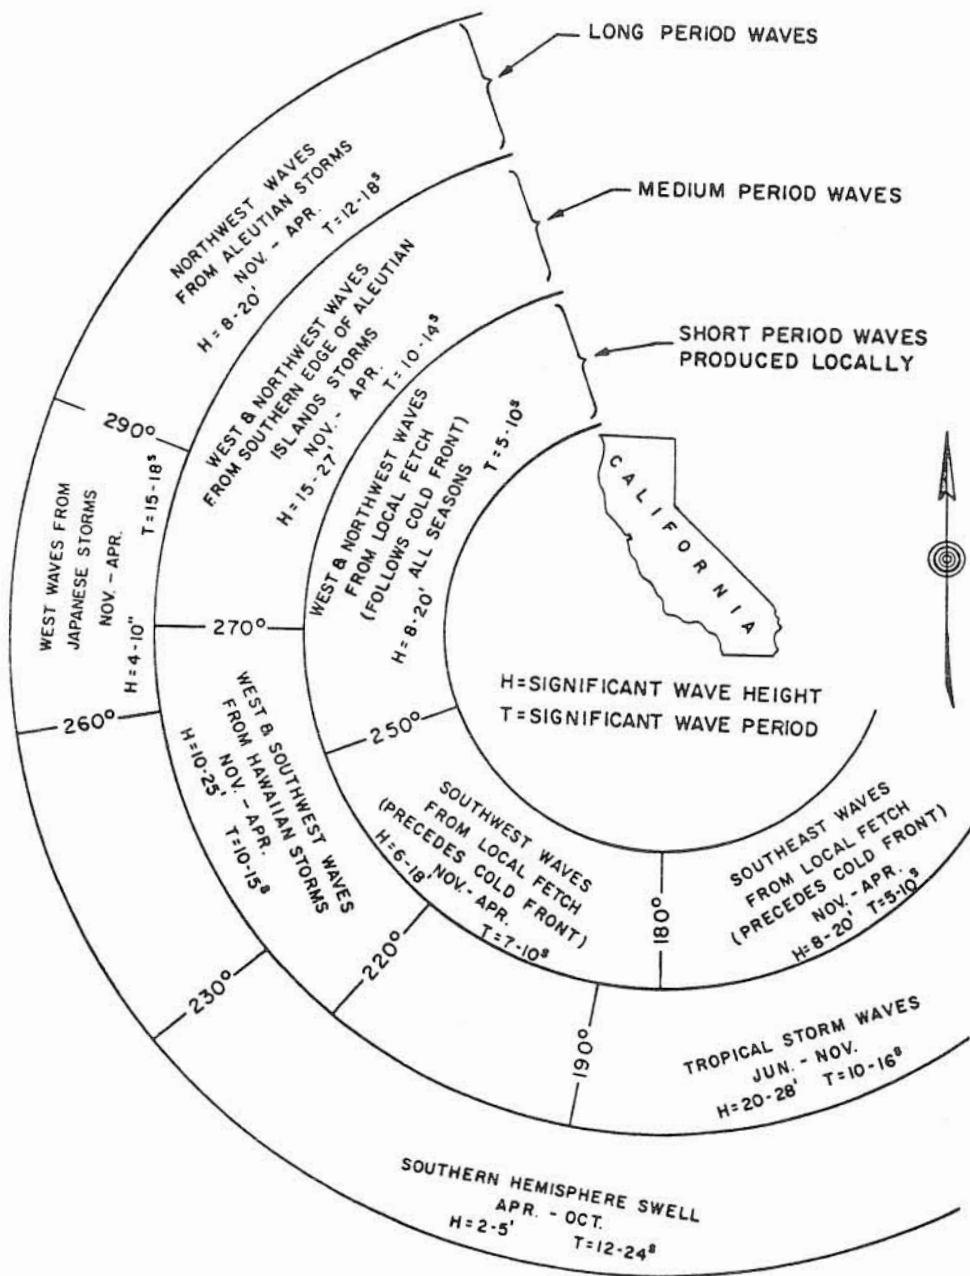 LONG PERIOD WAVES
MEDIUM PERIOD WAVES
SHORT PERIOD WAVES
PRODUCED LOCALLY
NORTHWEST WAVES
FROM ALEUTIAN STORMS
NOV. - APR.
H = 8-20' T = 12-18ˢ
WEST & NORTHWEST WAVES
FROM SOUTHERN EDGE OF ALEUTIAN
ISLANDS STORMS
NOV. - APR.
H = 15-27' T = 10-14ˢ
WEST & NORTHWEST WAVES
FROM LOCAL FETCH
(FOLLOWS COLD FRONT)
H = 8-20' ALL SEASONS T = 5-10ˢ
CALIFORNIA
290°
WEST WAVES FROM
JAPANESE STORMS
NOV. - APR.
H = 4-10" T = 15-18ˢ
270°
260°
250°
H = SIGNIFICANT WAVE HEIGHT
T = SIGNIFICANT WAVE PERIOD
WEST & SOUTHWEST WAVES
FROM HAWAIIAN STORMS
NOV. - APR.
H = 10-25' T = 10-15ˢ
SOUTHWEST WAVES
FROM LOCAL FETCH
(PRECEDES COLD FRONT)
H = 6-18' NOV. - APR.
T = 7-10ˢ
SOUTHEAST WAVES
FROM LOCAL FETCH
(PRECEDES COLD FRONT)
NOV. - APR.
H = 8-20' T = 5-10ˢ
180°
220°
230°
190°
TROPICAL STORM WAVES
JUN. - NOV.
H = 20-28' T = 10-16ˢ
SOUTHERN HEMISPHERE SWELL
APR. - OCT.
H = 2-5' T = 12-24ˢ